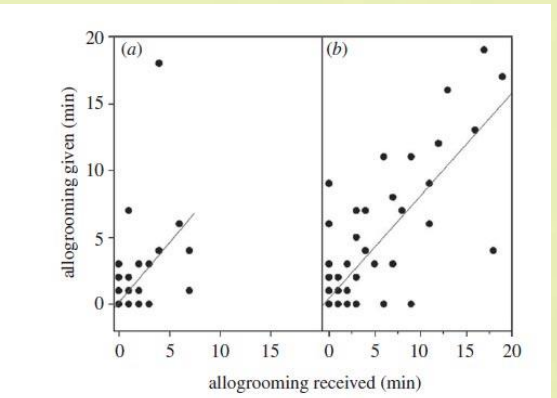 20
(a)
(b)
15
10
5
0
allogrooming given (min)
0 5 10 15
0 5 10 15 20
allogrooming received (min)